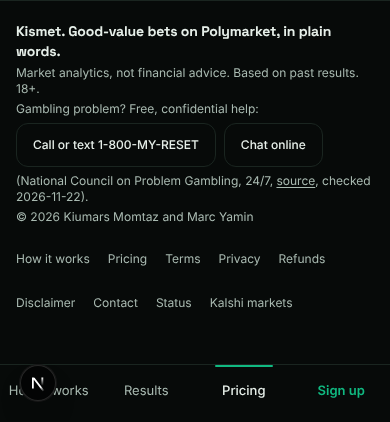 Kismet. Good-value bets on Polymarket, in plain
words.
Market analytics, not financial advice. Based on past results.
18+.
Gambling problem? Free, confidential help:
Call or text 1-800-MY-RESET Chat online
(National Council on Problem Gambling, 24/7, source, checked
2026-11-22).
© 2026 Kiumars Momtaz and Marc Yamin
How it works Pricing Terms Privacy Refunds
Disclaimer Contact Status Kalshi markets
N works Results Pricing Sign up